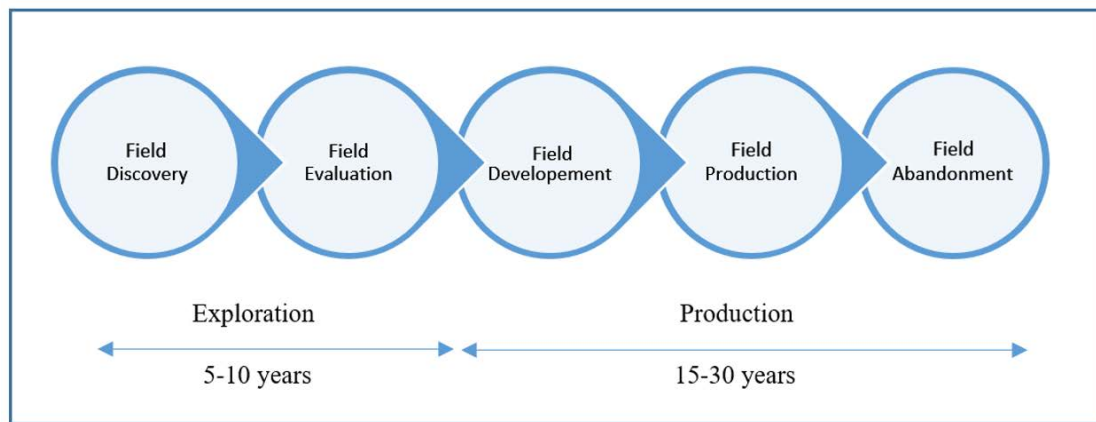 Field
Discovery
Field
Evaluation
Field
Developement
Field
Production
Field
Abandonment
Exploration
Production
5-10 years
15-30 years